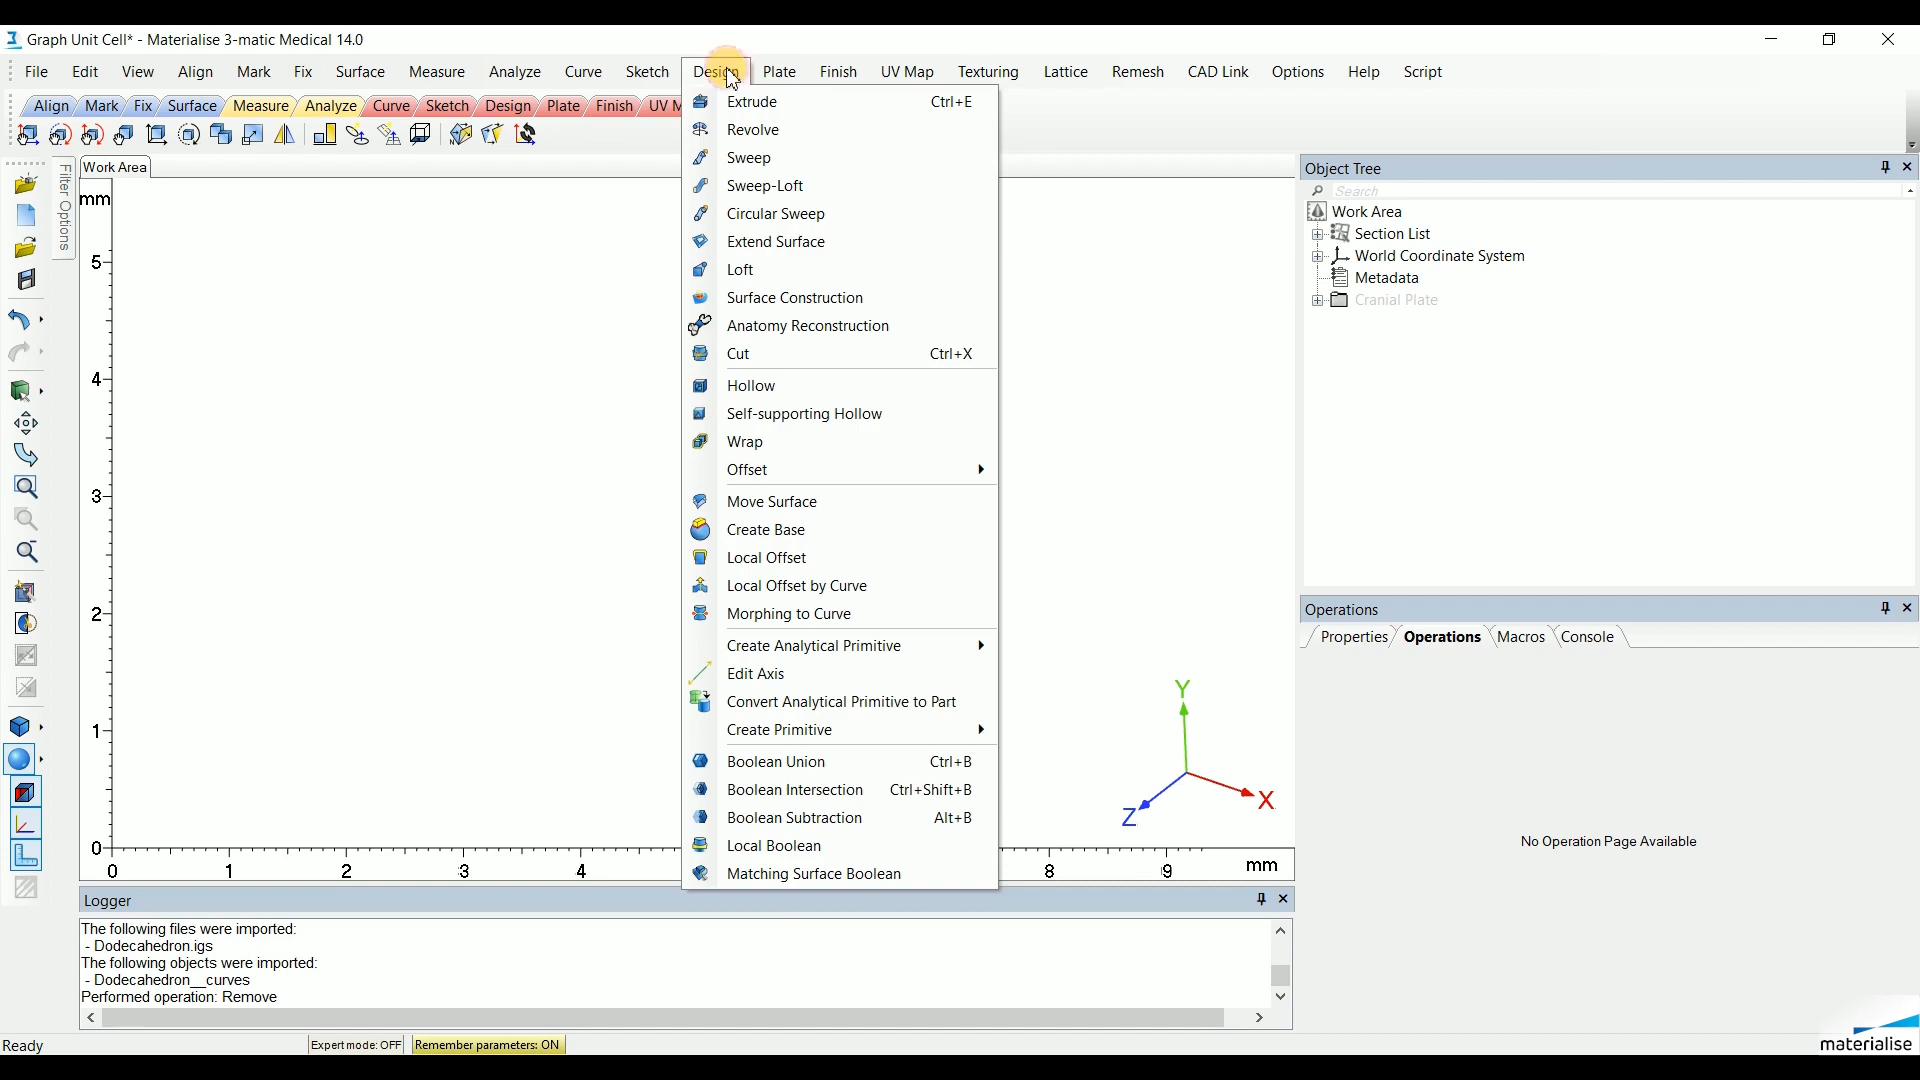 Graph Unit Cell* - Materialise 3-matic Medical 14.0
File Edit View Align Mark Fix Surface Measure Analyze Curve Sketch Design Plate Finish UV Map Texturing Lattice Remesh CAD Link Options Help Script
Align Mark Fix Surface Measure Analyze Curve Sketch Design Plate Finish UV M
Extrude Ctrl+E
Revolve
Sweep
Sweep-Loft
Circular Sweep
Extend Surface
Loft
Surface Construction
Anatomy Reconstruction
Cut Ctrl+X
Hollow
Self-supporting Hollow
Wrap
Offset
Move Surface
Create Base
Local Offset
Local Offset by Curve
Morphing to Curve
Create Analytical Primitive
Edit Axis
Convert Analytical Primitive to Part
Create Primitive
Boolean Union Ctrl+B
Boolean Intersection Ctrl+Shift+B
Boolean Subtraction Alt+B
Local Boolean
Matching Surface Boolean
Filter Options
Work Area
mm
5
4
3
2
1
0
0 1 2 3 4 8 9 mm
Y
X
Z
Object Tree
Search
Work Area
Section List
World Coordinate System
Metadata
Cranial Plate
Operations
Properties Operations Macros Console
No Operation Page Available
Logger
The following files were imported:
- Dodecahedron.igs
The following objects were imported:
- Dodecahedron__curves
Performed operation: Remove
Ready
Expert mode: OFF
Remember parameters: ON
materialise